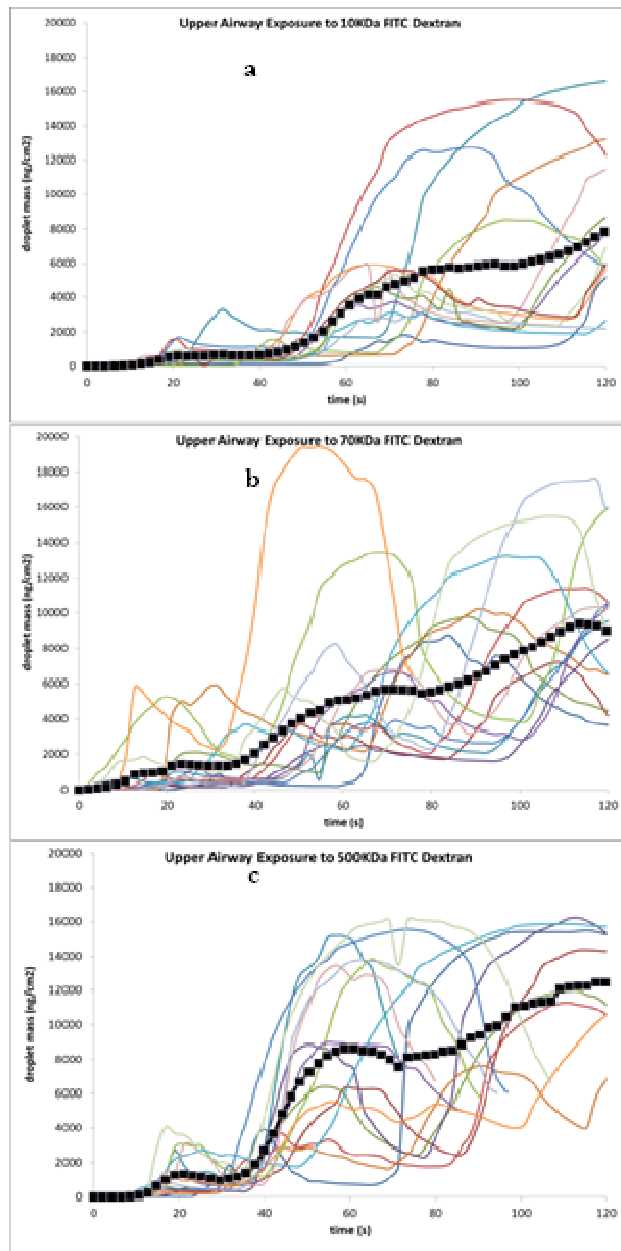 Upper Airway Exposure to 10KDa FITC Dextran
a
droplet mass (ng/cm2)
20000
18000
16000
14000
12000
10000
8000
6000
4000
2000
0
0 20 40 60 80 100 120
time (s)
Upper Airway Exposure to 70KDa FITC Dextran
b
droplet mass (ng/cm2)
20000
18000
16000
14000
12000
10000
8000
6000
4000
2000
0
0 20 40 60 80 100 120
time (s)
Upper Airway Exposure to 500KDa FITC Dextran
c
droplet mass (ng/cm2)
20000
18000
16000
14000
12000
10000
8000
6000
4000
2000
0
0 20 40 60 80 100 120
time (s)